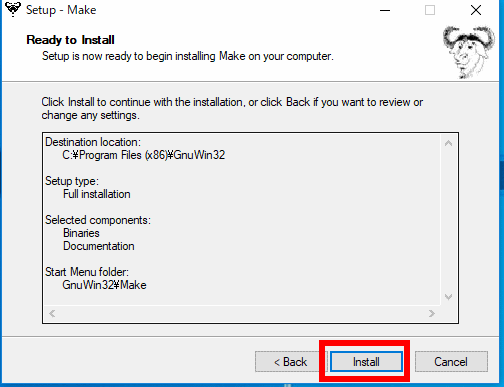 Setup - Make
Ready to Install
Setup is now ready to begin installing Make on your computer.
Click Install to continue with the installation, or click Back if you want to review or
change any settings.
Destination location:
C:¥Program Files (x86)¥GnuWin32
Setup type:
Full installation
Selected components:
Binaries
Documentation
Start Menu folder:
GnuWin32¥Make
< Back
Install
Cancel